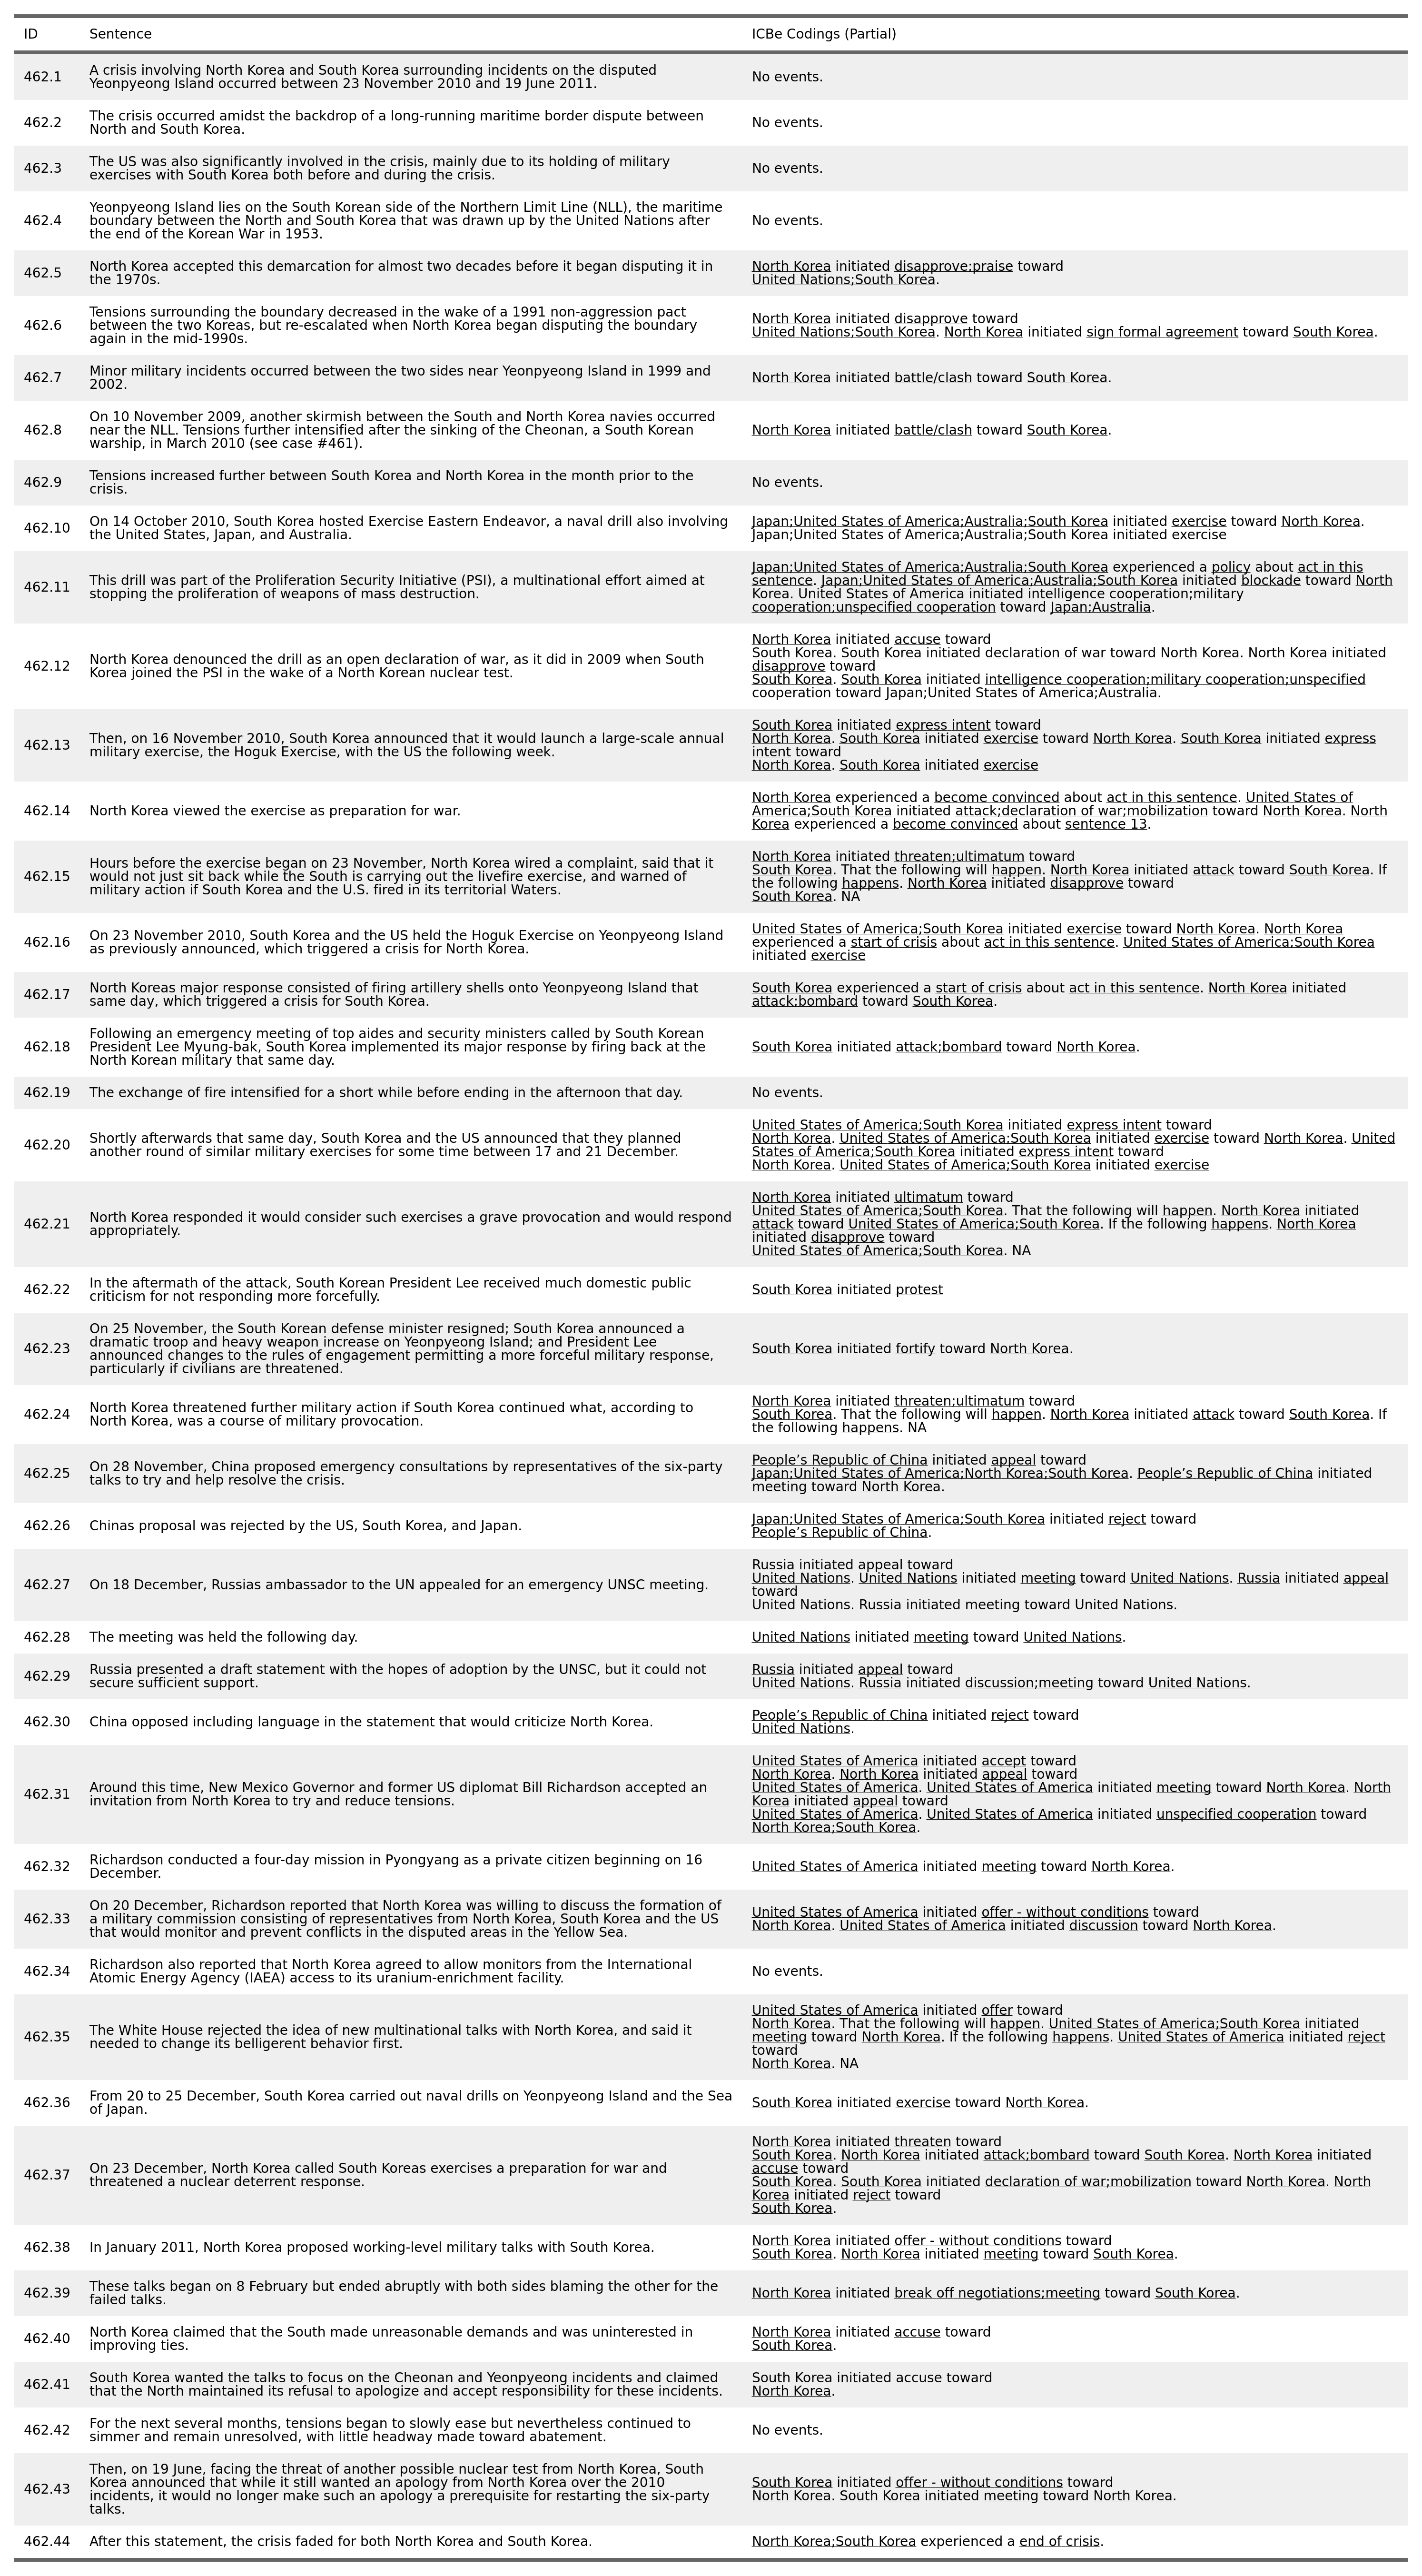 ID Sentence ICBe Codings (Partial)
462.1 A crisis involving North Korea and South Korea surrounding incidents on the disputed
Yeonpyeong Island occurred between 23 November 2010 and 19 June 2011.
No events.
462.2 The crisis occurred amidst the backdrop of a long-running maritime border dispute between
North and South Korea.
No events.
462.3 The US was also significantly involved in the crisis, mainly due to its holding of military
exercises with South Korea both before and during the crisis.
No events.
462.4 Yeonpyeong Island lies on the South Korean side of the Northern Limit Line (NLL), the maritime
boundary between the North and South Korea that was drawn up by the United Nations after
the end of the Korean War in 1953.
No events.
462.5 North Korea accepted this demarcation for almost two decades before it began disputing it in
the 1970s.
North Korea initiated disapprove;praise toward
United Nations;South Korea.
462.6 Tensions surrounding the boundary decreased in the wake of a 1991 non-aggression pact
between the two Koreas, but re-escalated when North Korea began disputing the boundary
again in the mid-1990s.
North Korea initiated disapprove toward
United Nations;South Korea. North Korea initiated sign formal agreement toward South Korea.
462.7 Minor military incidents occurred between the two sides near Yeonpyeong Island in 1999 and
2002.
North Korea initiated battle/clash toward South Korea.
462.8 On 10 November 2009, another skirmish between the South and North Korea navies occurred
near the NLL. Tensions further intensified after the sinking of the Cheonan, a South Korean
warship, in March 2010 (see case #461).
North Korea initiated battle/clash toward South Korea.
462.9 Tensions increased further between South Korea and North Korea in the month prior to the
crisis.
No events.
462.10 On 14 October 2010, South Korea hosted Exercise Eastern Endeavor, a naval drill also involving
the United States, Japan, and Australia.
Japan;United States of America;Australia;South Korea initiated exercise toward North Korea.
Japan;United States of America;Australia;South Korea initiated exercise
462.11 This drill was part of the Proliferation Security Initiative (PSI), a multinational effort aimed at
stopping the proliferation of weapons of mass destruction.
Japan;United States of America;Australia;South Korea experienced a policy about act in this
sentence. Japan;United States of America;Australia;South Korea initiated blockade toward North
Korea. United States of America initiated intelligence cooperation;military
cooperation;unspecified cooperation toward Japan;Australia.
462.12 North Korea denounced the drill as an open declaration of war, as it did in 2009 when South
Korea joined the PSI in the wake of a North Korean nuclear test.
North Korea initiated accuse toward
South Korea. South Korea initiated declaration of war toward North Korea. North Korea initiated
disapprove toward
South Korea. South Korea initiated intelligence cooperation;military cooperation;unspecified
cooperation toward Japan;United States of America;Australia.
462.13 Then, on 16 November 2010, South Korea announced that it would launch a large-scale annual
military exercise, the Hoguk Exercise, with the US the following week.
South Korea initiated express intent toward
North Korea. South Korea initiated exercise toward North Korea. South Korea initiated express
intent toward
North Korea. South Korea initiated exercise
462.14 North Korea viewed the exercise as preparation for war.
North Korea experienced a become convinced about act in this sentence. United States of
America;South Korea initiated attack;declaration of war;mobilization toward North Korea. North
Korea experienced a become convinced about sentence 13.
462.15 Hours before the exercise began on 23 November, North Korea wired a complaint, said that it
would not just sit back while the South is carrying out the livefire exercise, and warned of
military action if South Korea and the U.S. fired in its territorial Waters.
North Korea initiated threaten;ultimatum toward
South Korea. That the following will happen. North Korea initiated attack toward South Korea. If
the following happens. North Korea initiated disapprove toward
South Korea. NA
462.16 On 23 November 2010, South Korea and the US held the Hoguk Exercise on Yeonpyeong Island
as previously announced, which triggered a crisis for North Korea.
United States of America;South Korea initiated exercise toward North Korea. North Korea
experienced a start of crisis about act in this sentence. United States of America;South Korea
initiated exercise
462.17 North Koreas major response consisted of firing artillery shells onto Yeonpyeong Island that
same day, which triggered a crisis for South Korea.
South Korea experienced a start of crisis about act in this sentence. North Korea initiated
attack;bombard toward South Korea.
462.18 Following an emergency meeting of top aides and security ministers called by South Korean
President Lee Myung-bak, South Korea implemented its major response by firing back at the
North Korean military that same day.
South Korea initiated attack;bombard toward North Korea.
462.19 The exchange of fire intensified for a short while before ending in the afternoon that day.
No events.
462.20 Shortly afterwards that same day, South Korea and the US announced that they planned
another round of similar military exercises for some time between 17 and 21 December.
United States of America;South Korea initiated express intent toward
North Korea. United States of America;South Korea initiated exercise toward North Korea. United
States of America;South Korea initiated express intent toward
North Korea. United States of America;South Korea initiated exercise
462.21 North Korea responded it would consider such exercises a grave provocation and would respond
appropriately.
North Korea initiated ultimatum toward
United States of America;South Korea. That the following will happen. North Korea initiated
attack toward United States of America;South Korea. If the following happens. North Korea
initiated disapprove toward
United States of America;South Korea. NA
462.22 In the aftermath of the attack, South Korean President Lee received much domestic public
criticism for not responding more forcefully.
South Korea initiated protest
462.23 On 25 November, the South Korean defense minister resigned; South Korea announced a
dramatic troop and heavy weapon increase on Yeonpyeong Island; and President Lee
announced changes to the rules of engagement permitting a more forceful military response,
particularly if civilians are threatened.
South Korea initiated fortify toward North Korea.
462.24 North Korea threatened further military action if South Korea continued what, according to
North Korea, was a course of military provocation.
North Korea initiated threaten;ultimatum toward
South Korea. That the following will happen. North Korea initiated attack toward South Korea. If
the following happens. NA
462.25 On 28 November, China proposed emergency consultations by representatives of the six-party
talks to try and help resolve the crisis.
People’s Republic of China initiated appeal toward
Japan;United States of America;North Korea;South Korea. People’s Republic of China initiated
meeting toward North Korea.
462.26 Chinas proposal was rejected by the US, South Korea, and Japan.
Japan;United States of America;South Korea initiated reject toward
People’s Republic of China.
462.27 On 18 December, Russias ambassador to the UN appealed for an emergency UNSC meeting.
Russia initiated appeal toward
United Nations. United Nations initiated meeting toward United Nations. Russia initiated appeal
toward
United Nations. Russia initiated meeting toward United Nations.
462.28 The meeting was held the following day.
United Nations initiated meeting toward United Nations.
462.29 Russia presented a draft statement with the hopes of adoption by the UNSC, but it could not
secure sufficient support.
Russia initiated appeal toward
United Nations. Russia initiated discussion;meeting toward United Nations.
462.30 China opposed including language in the statement that would criticize North Korea.
People’s Republic of China initiated reject toward
United Nations.
462.31 Around this time, New Mexico Governor and former US diplomat Bill Richardson accepted an
invitation from North Korea to try and reduce tensions.
United States of America initiated accept toward
North Korea. North Korea initiated appeal toward
United States of America. United States of America initiated meeting toward North Korea. North
Korea initiated appeal toward
United States of America. United States of America initiated unspecified cooperation toward
North Korea;South Korea.
462.32 Richardson conducted a four-day mission in Pyongyang as a private citizen beginning on 16
December.
United States of America initiated meeting toward North Korea.
462.33 On 20 December, Richardson reported that North Korea was willing to discuss the formation of
a military commission consisting of representatives from North Korea, South Korea and the US
that would monitor and prevent conflicts in the disputed areas in the Yellow Sea.
United States of America initiated offer - without conditions toward
North Korea. United States of America initiated discussion toward North Korea.
462.34 Richardson also reported that North Korea agreed to allow monitors from the International
Atomic Energy Agency (IAEA) access to its uranium-enrichment facility.
No events.
462.35 The White House rejected the idea of new multinational talks with North Korea, and said it
needed to change its belligerent behavior first.
United States of America initiated offer toward
North Korea. That the following will happen. United States of America;South Korea initiated
meeting toward North Korea. If the following happens. United States of America initiated reject
toward
North Korea. NA
462.36 From 20 to 25 December, South Korea carried out naval drills on Yeonpyeong Island and the Sea
of Japan.
South Korea initiated exercise toward North Korea.
462.37 On 23 December, North Korea called South Koreas exercises a preparation for war and
threatened a nuclear deterrent response.
North Korea initiated threaten toward
South Korea. North Korea initiated attack;bombard toward South Korea. North Korea initiated
accuse toward
South Korea. South Korea initiated declaration of war;mobilization toward North Korea. North
Korea initiated reject toward
South Korea.
462.38 In January 2011, North Korea proposed working-level military talks with South Korea.
North Korea initiated offer - without conditions toward
South Korea. North Korea initiated meeting toward South Korea.
462.39 These talks began on 8 February but ended abruptly with both sides blaming the other for the
failed talks.
North Korea initiated break off negotiations;meeting toward South Korea.
462.40 North Korea claimed that the South made unreasonable demands and was uninterested in
improving ties.
North Korea initiated accuse toward
South Korea.
462.41 South Korea wanted the talks to focus on the Cheonan and Yeonpyeong incidents and claimed
that the North maintained its refusal to apologize and accept responsibility for these incidents.
South Korea initiated accuse toward
North Korea.
462.42 For the next several months, tensions began to slowly ease but nevertheless continued to
simmer and remain unresolved, with little headway made toward abatement.
No events.
462.43 Then, on 19 June, facing the threat of another possible nuclear test from North Korea, South
Korea announced that while it still wanted an apology from North Korea over the 2010
incidents, it would no longer make such an apology a prerequisite for restarting the six-party
talks.
South Korea initiated offer - without conditions toward
North Korea. South Korea initiated meeting toward North Korea.
462.44 After this statement, the crisis faded for both North Korea and South Korea.
North Korea;South Korea experienced a end of crisis.